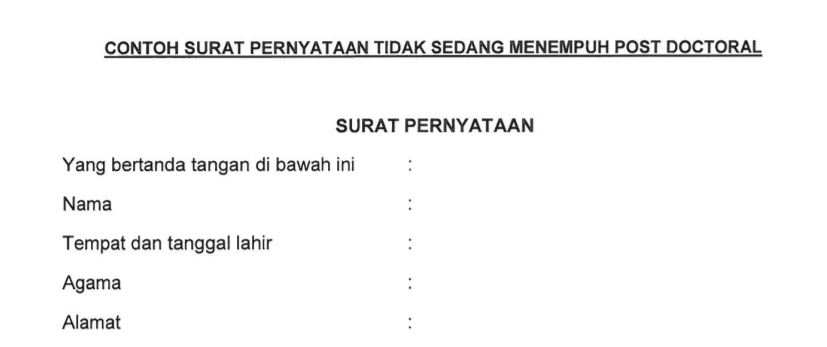 CONTOH SURAT PERNYATAAN TIDAK SEDANG MENEMPUH POST DOCTORAL
SURAT PERNYATAAN
Yang bertanda tangan di bawah ini :
Nama :
Tempat dan tanggal lahir :
Agama :
Alamat :